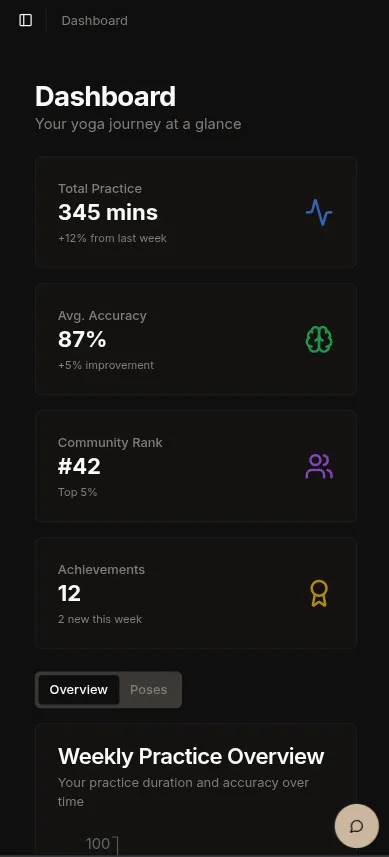 Dashboard
Dashboard
Your yoga journey at a glance
Total Practice
345 mins
+12% from last week
Avg. Accuracy
87%
+5% improvement
Community Rank
#42
Top 5%
Achievements
12
2 new this week
Overview Poses
Weekly Practice Overview
Your practice duration and accuracy over
time
100